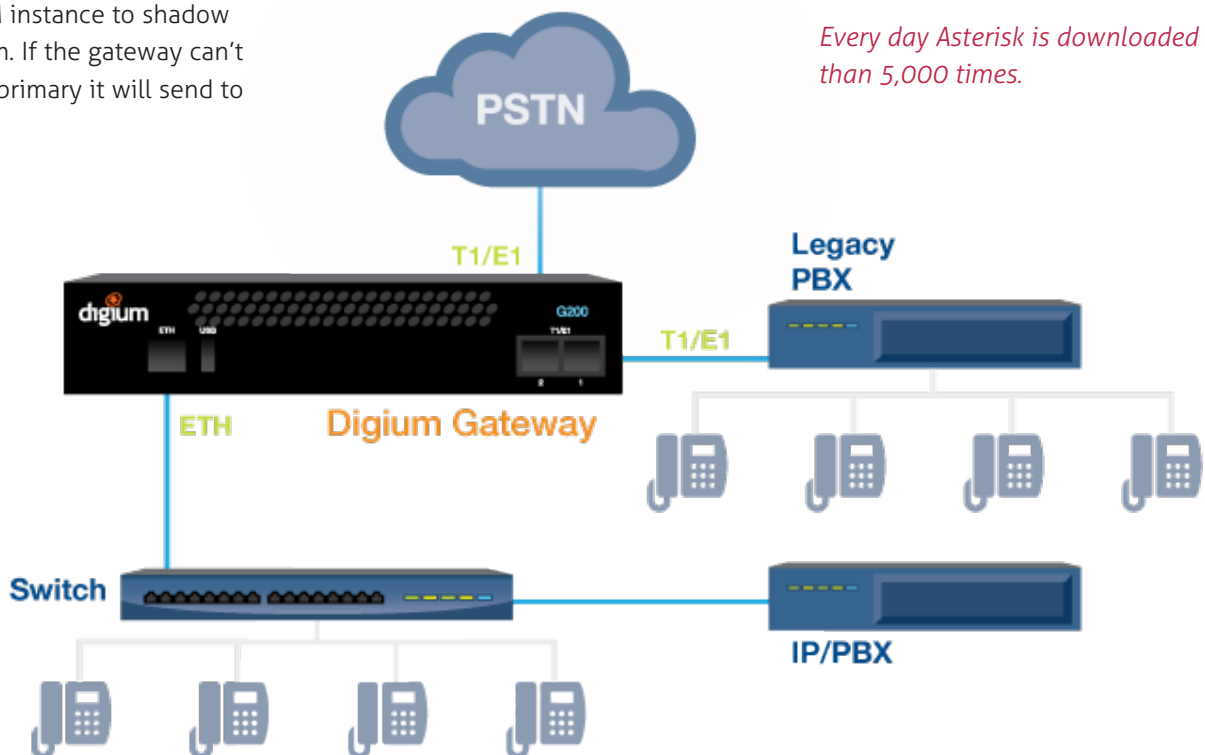 M instance to shadow
n. If the gateway can't
primary it will send to
Every day Asterisk is downloaded
than 5,000 times.
PSTN
T1/E1
Legacy
PBX
digium
ETH
USB
G200
T1/E1
2 1
T1/E1
ETH
Digium Gateway
Switch
IP/PBX